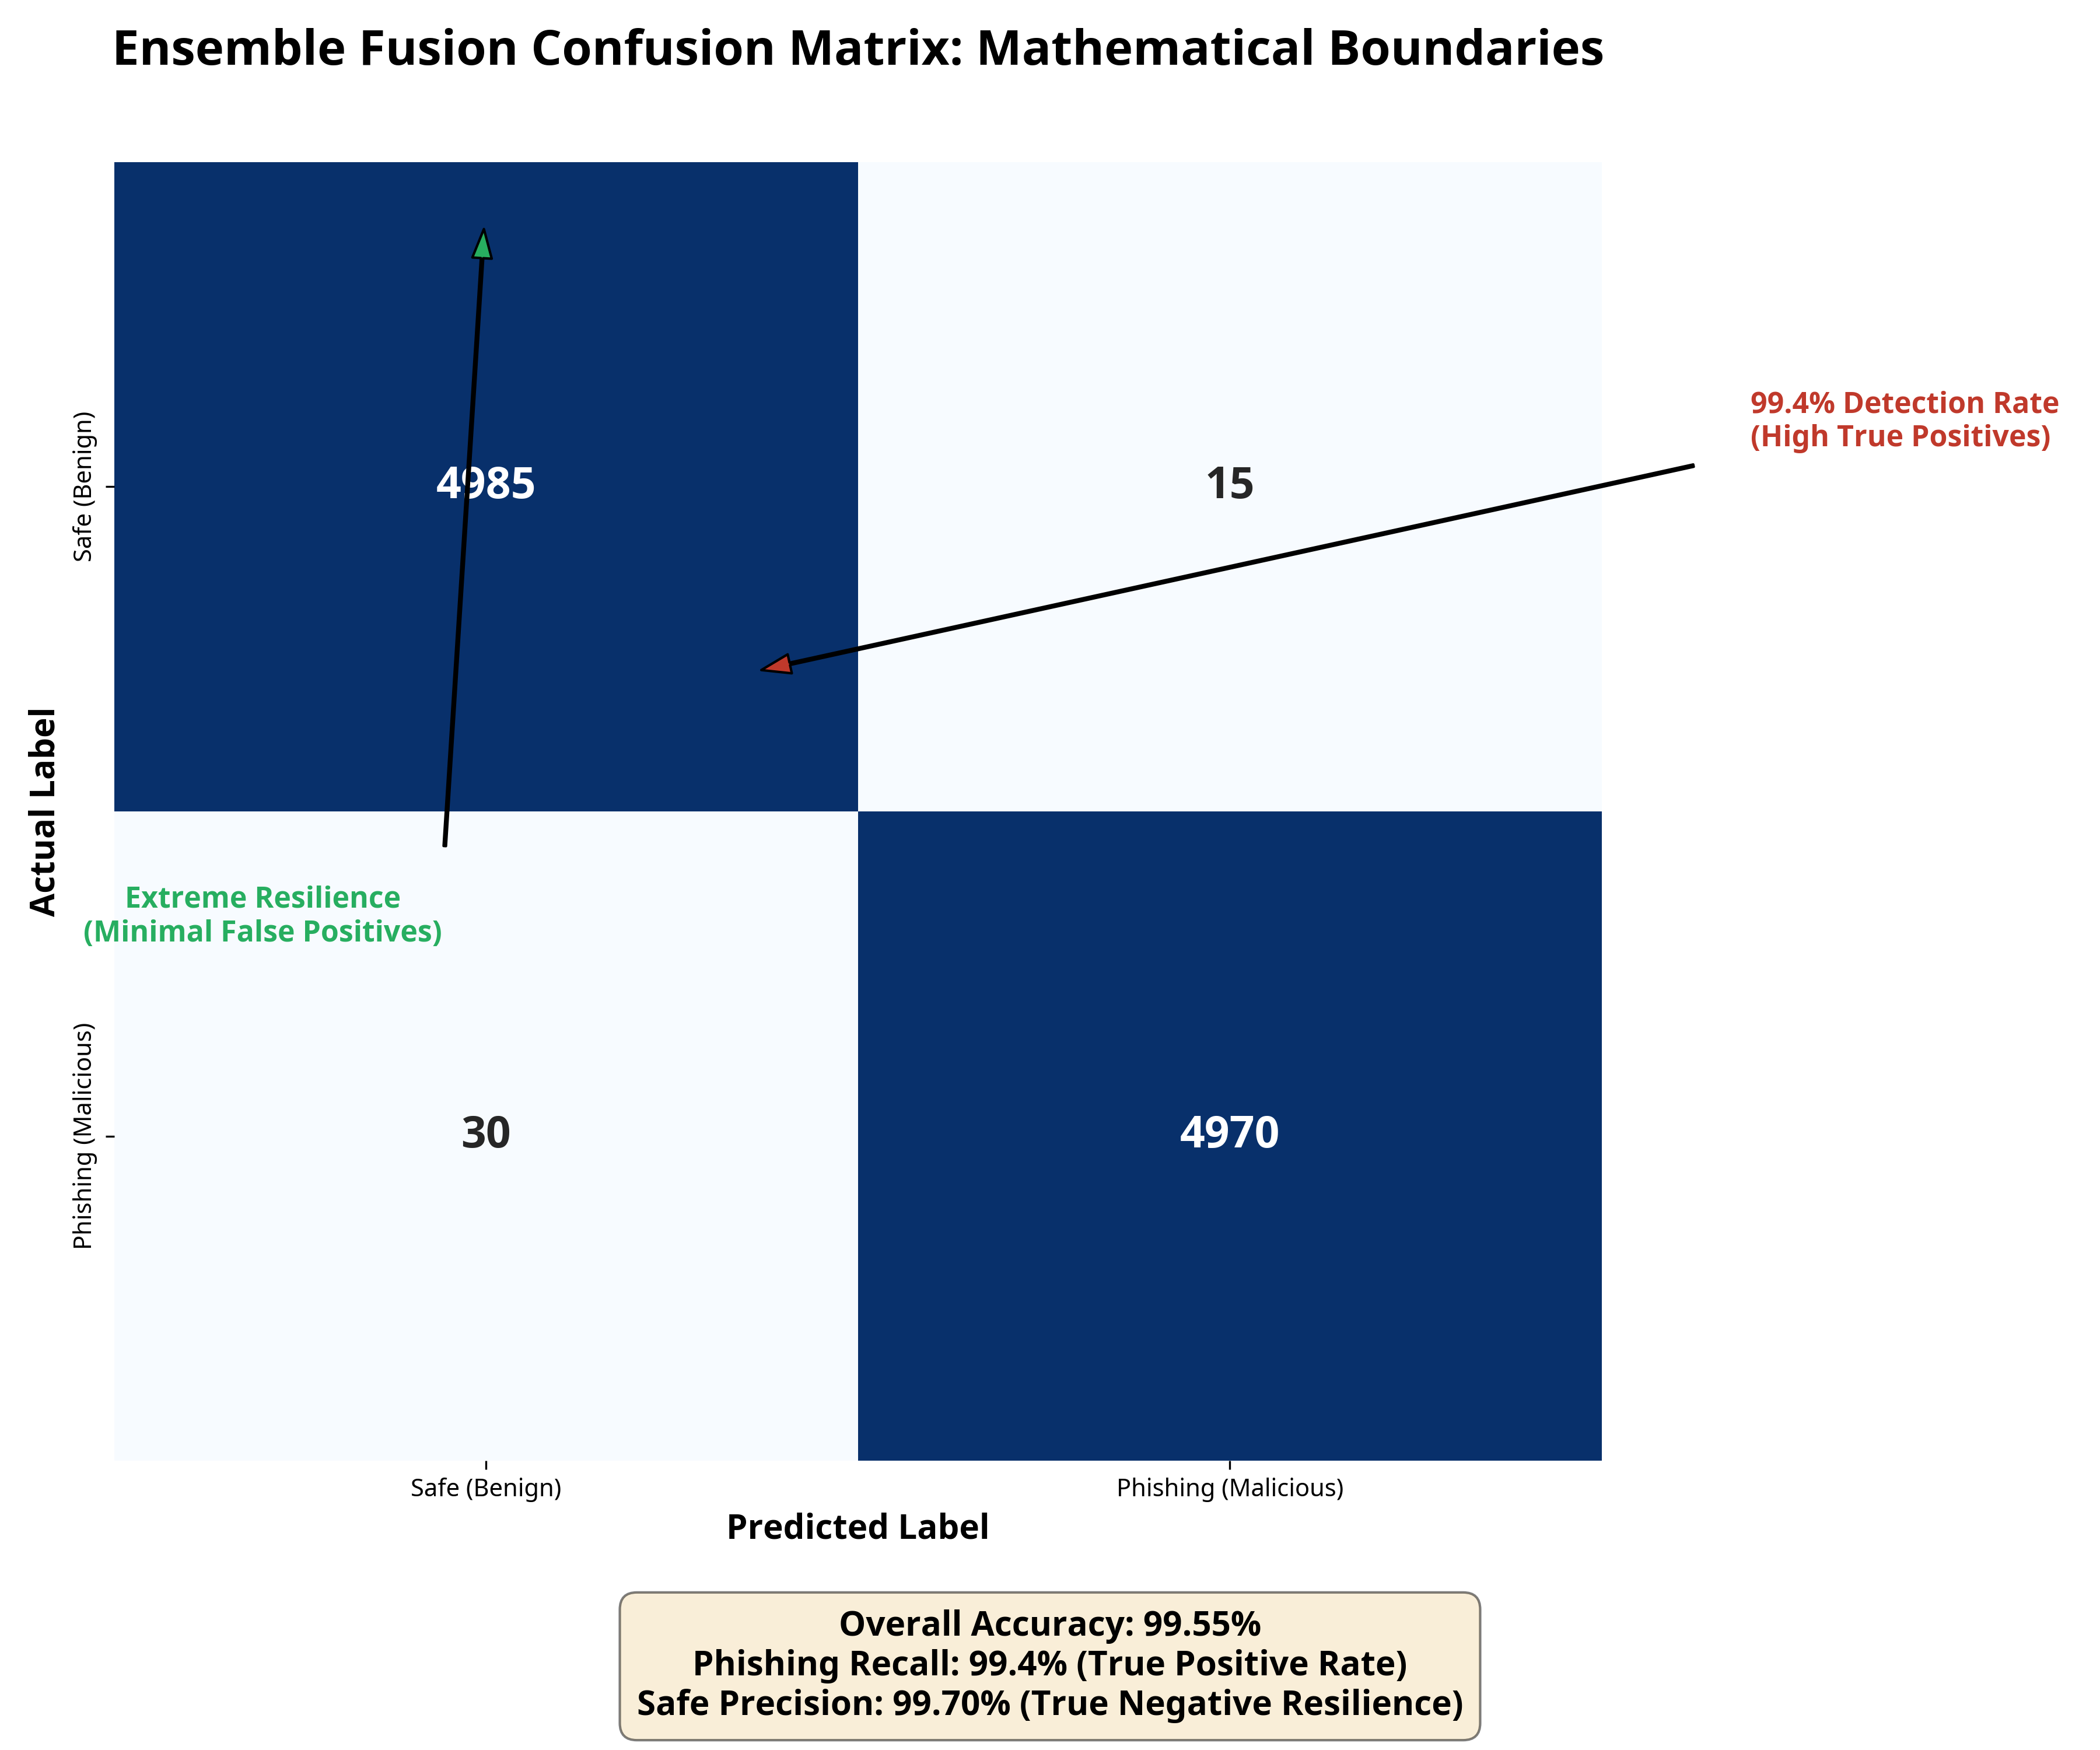 Ensemble Fusion Confusion Matrix: Mathematical Boundaries
99.4% Detection Rate
(High True Positives)
Safe (Benign)
4985
15
Actual Label
Extreme Resilience
(Minimal False Positives)
Phishing (Malicious)
30
4970
Safe (Benign)
Phishing (Malicious)
Predicted Label
Overall Accuracy: 99.55%
Phishing Recall: 99.4% (True Positive Rate)
Safe Precision: 99.70% (True Negative Resilience)